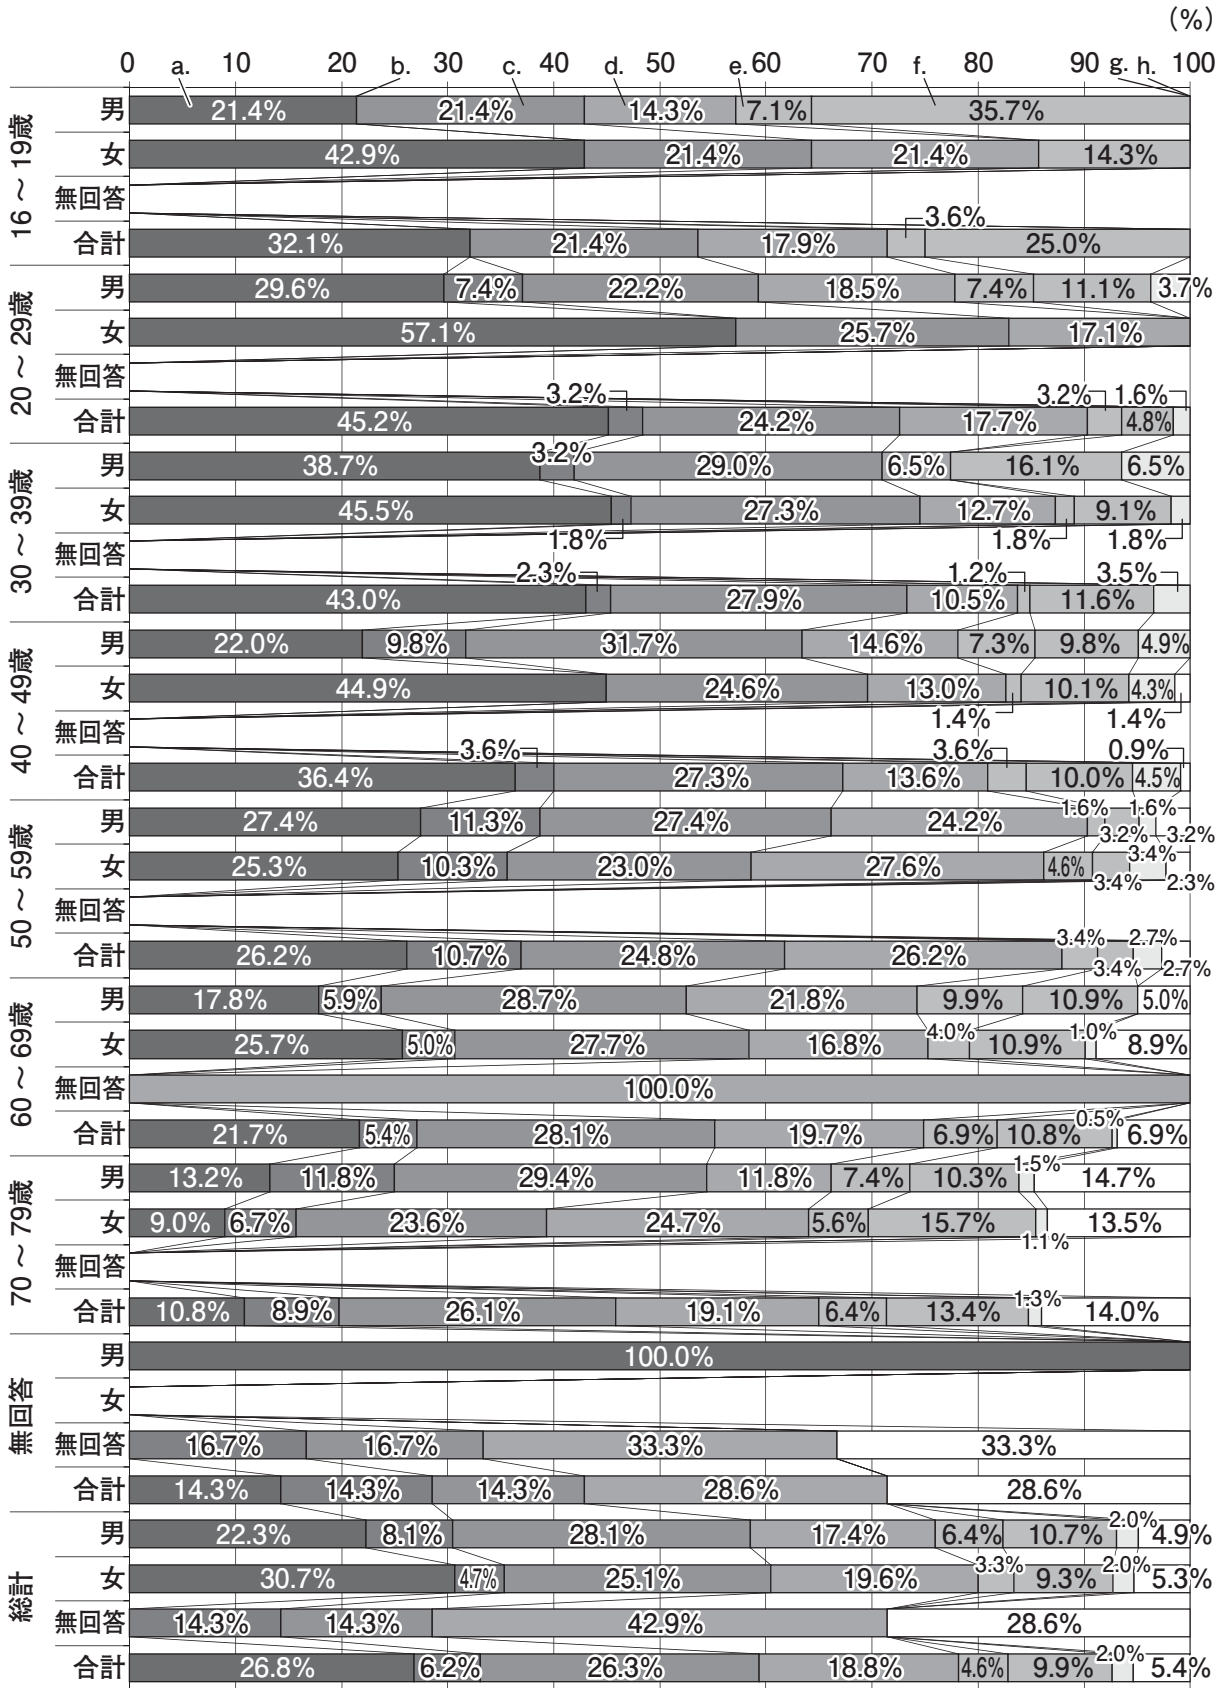 (%)
0 10 20 30 40 50 60 70 80 90 100
a. b. c. d. e. f. g. h.
16～19歳
男 21.4% 21.4% 14.3% 7.1% 35.7%
女 42.9% 21.4% 21.4% 14.3%
無回答
3.6%
合計 32.1% 21.4% 17.9% 25.0%
20～29歳
男 29.6% 7.4% 22.2% 18.5% 7.4% 11.1% 3.7%
女 57.1% 25.7% 17.1%
無回答
3.2% 3.2% 1.6%
合計 45.2% 24.2% 17.7% 4.8%
30～39歳
3.2%
男 38.7% 29.0% 6.5% 16.1% 6.5%
女 45.5% 27.3% 12.7% 9.1%
1.8% 1.8% 1.8%
無回答
2.3% 1.2% 3.5%
合計 43.0% 27.9% 10.5% 11.6%
40～49歳
男 22.0% 9.8% 31.7% 14.6% 7.3% 9.8% 4.9%
女 44.9% 24.6% 13.0% 10.1% 4.3%
1.4% 1.4%
無回答
3.6% 3.6% 0.9%
合計 36.4% 27.3% 13.6% 10.0% 4.5%
50～59歳
1.6% 1.6%
男 27.4% 11.3% 27.4% 24.2%
3.2% 3.2%
3.4%
女 25.3% 10.3% 23.0% 27.6% 4.6%
3.4% 2.3%
無回答
3.4% 2.7%
合計 26.2% 10.7% 24.8% 26.2%
3.4% 2.7%
60～69歳
男 17.8% 5.9% 28.7% 21.8% 9.9% 10.9% 5.0%
4.0% 1.0%
女 25.7% 5.0% 27.7% 16.8% 10.9% 8.9%
無回答 100.0%
0.5%
合計 21.7% 5.4% 28.1% 19.7% 6.9% 10.8% 6.9%
70～79歳
1.5%
男 13.2% 11.8% 29.4% 11.8% 7.4% 10.3% 14.7%
女 9.0% 6.7% 23.6% 24.7% 5.6% 15.7% 13.5%
1.1%
無回答
1.3%
合計 10.8% 8.9% 26.1% 19.1% 6.4% 13.4% 14.0%
無回答
男 100.0%
女
無回答 16.7% 16.7% 33.3% 33.3%
合計 14.3% 14.3% 14.3% 28.6% 28.6%
総計
2.0%
男 22.3% 8.1% 28.1% 17.4% 6.4% 10.7% 4.9%
3.3% 2.0%
女 30.7% 4.7% 25.1% 19.6% 9.3% 5.3%
無回答 14.3% 14.3% 42.9% 28.6%
2.0%
合計 26.8% 6.2% 26.3% 18.8% 4.6% 9.9% 5.4%